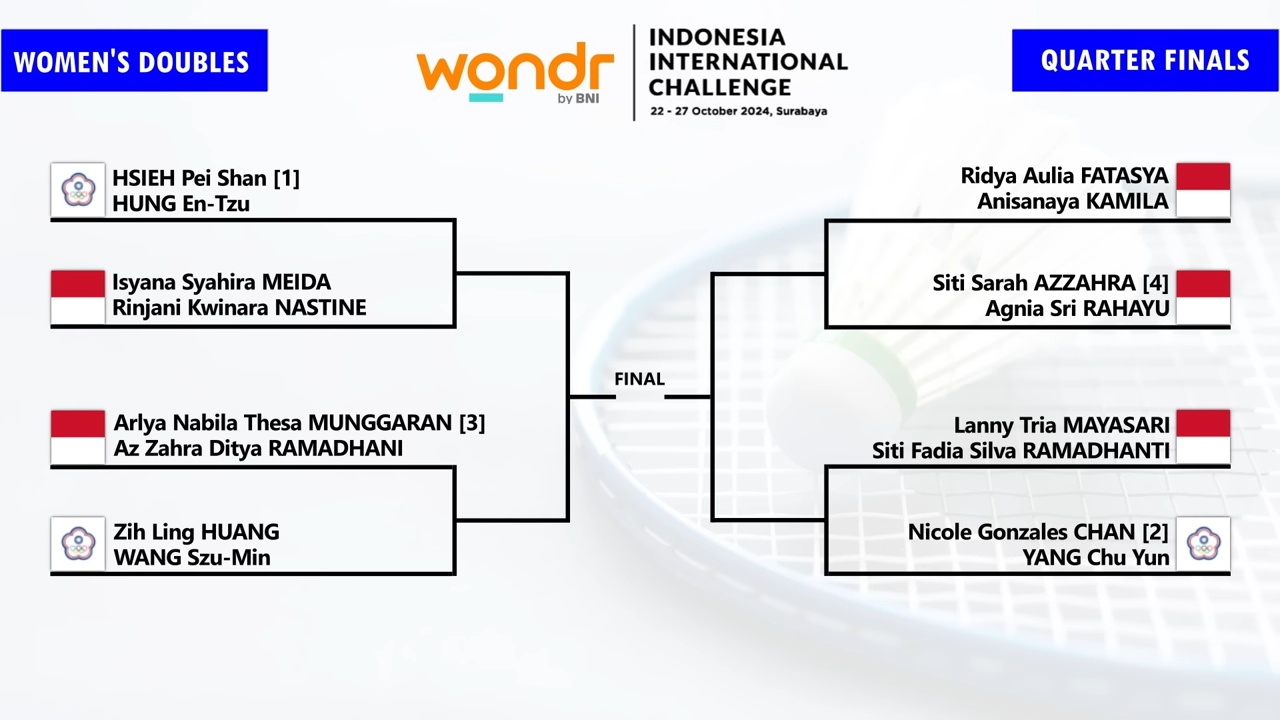 WOMEN'S DOUBLES
wondr
by BNI
INDONESIA
INTERNATIONAL
CHALLENGE
22 - 27 October 2024, Surabaya
QUARTER FINALS
HSIEH Pei Shan [1]
HUNG En-Tzu
Isyana Syahira MEIDA
Rinjani Kwinara NASTINE
Arlya Nabila Thesa MUNGGARAN [3]
Az Zahra Ditya RAMADHANI
Zih Ling HUANG
WANG Szu-Min
FINAL
Ridya Aulia FATASYA
Anisanaya KAMILA
Siti Sarah AZZAHRA [4]
Agnia Sri RAHAYU
Lanny Tria MAYASARI
Siti Fadia Silva RAMADHANTI
Nicole Gonzales CHAN [2]
YANG Chu Yun